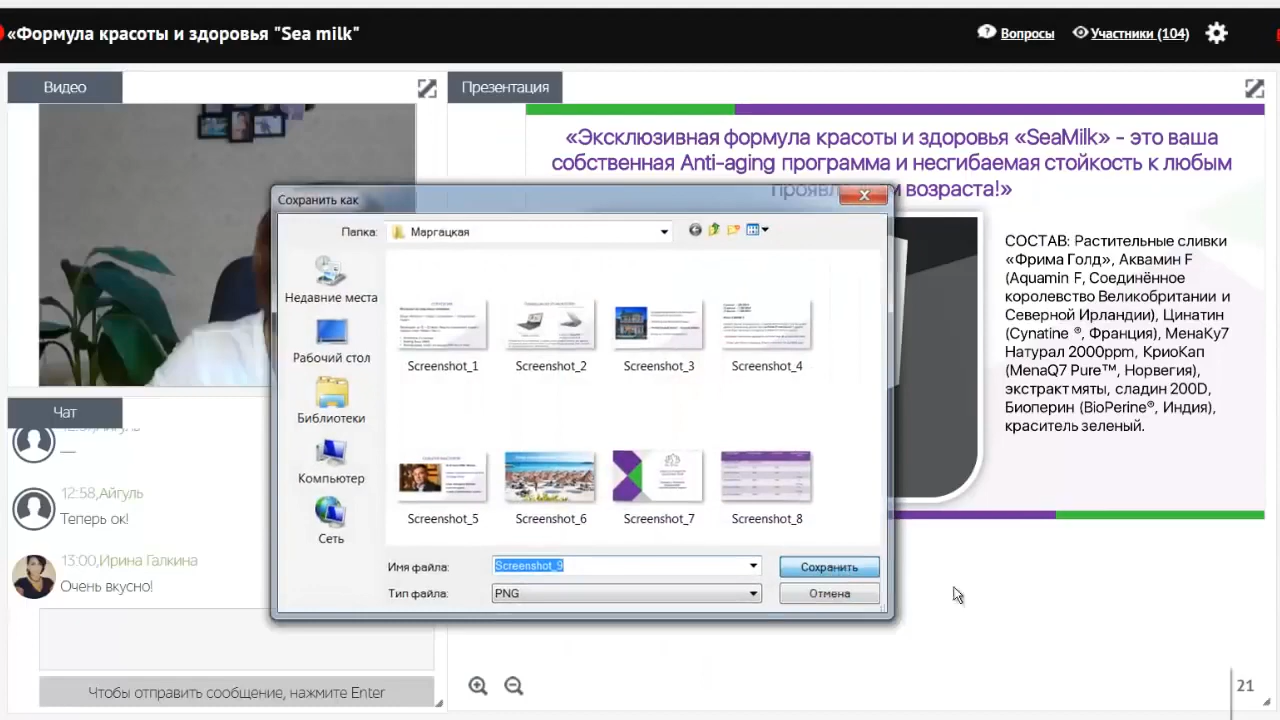 «Формула красоты и здоровья "Sea milk"
Вопросы
Участники (104)
Видео
Презентация
«Эксклюзивная формула красоты и здоровья «SeaMilk» - это ваша
собственная Anti-aging программа и несгибаемая стойкость к любым
возраста!»
СОСТАВ: Растительные сливки
«Фрима Голд», Аквамин F
(Aquamin F, Соединённое
королевство Великобритании и
Северной Ирландии), Цинатин
(Cynatine ®, Франция), МенаКу7
Натурал 2000ppm, КриоКап
(MenaQ7 Pure™, Норвегия),
экстракт мяты, сладин 200D,
Биоперин (BioPerine®, Индия),
краситель зеленый.
Сохранить как
Папка:
Маргацкая
Недавние места
Рабочий стол
Библиотеки
Компьютер
Сеть
Screenshot_1
Screenshot_2
Screenshot_3
Screenshot_4
Screenshot_5
Screenshot_6
Screenshot_7
Screenshot_8
Имя файла:
Screenshot_9
Сохранить
Тип файла:
PNG
Отмена
Чат
12:58,Айгуль
Теперь ок!
13:00,Ирина Галкина
Очень вкусно!
Чтобы отправить сообщение, нажмите Enter
21